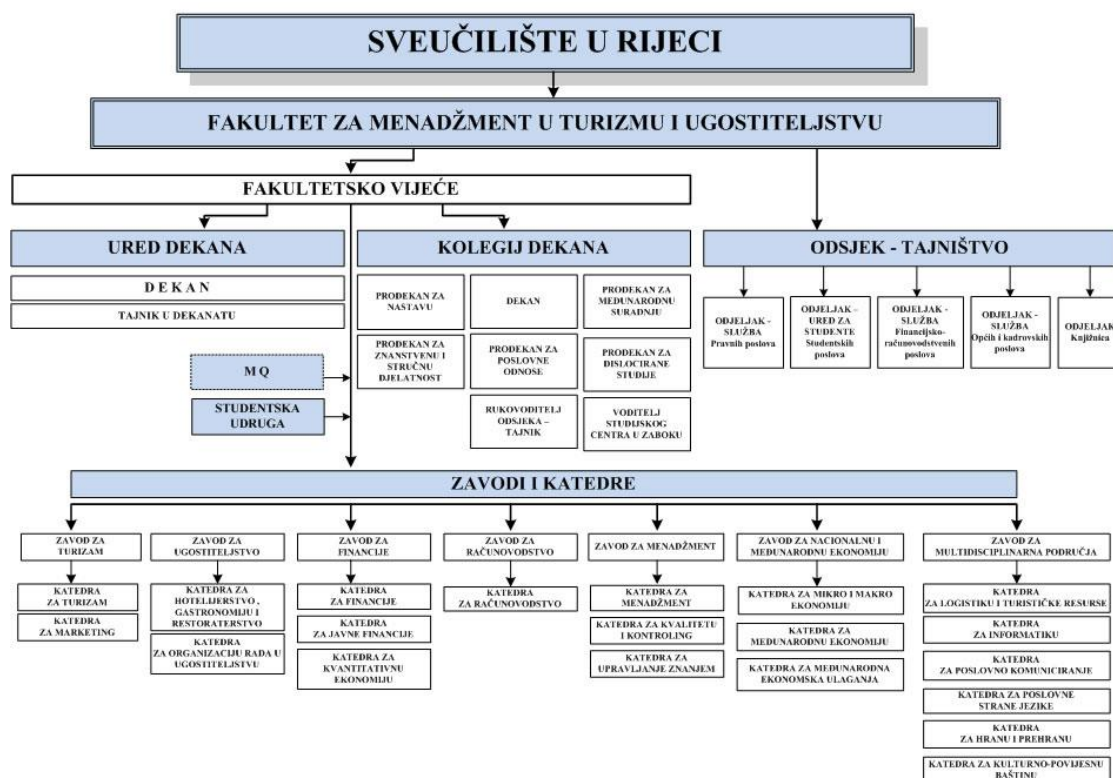 SVEUČILIŠTE U RIJECI
FAKULTET ZA MENADŽMENT U TURIZMU I UGOSTITELJSTVU
FAKULTETSKO VIJEĆE
URED DEKANA
DEKAN
TAJNIK U DEKANATU
KOLEGIJ DEKANA
PRODEKAN ZA
NASTAVU
DEKAN
PRODEKAN ZA
MEĐUNARODNU
SURADNJU
PRODEKAN ZA
ZNANSTVENU I
STRUČNU
DJELATNOST
PRODEKAN ZA
POSLOVNE
ODNOSE
PRODEKAN ZA
DISLOCIRANE
STUDIJE
RUKOVODITELJ
ODSJEKA –
TAJNIK
VODITELJ
STUDIJSKOG
CENTRA U ZABOKU
ODSJEK - TAJNIŠTVO
ODJELJAK -
SLUŽBA
Pravnih poslova
ODJELJAK -
URED ZA
STUDENTE
Studentskih
poslova
ODJELJAK -
SLUŽBA
Financijsko-
računovodstvenih
poslova
ODJELJAK -
SLUŽBA
Općih i kadrovskih
poslova
ODJELJAK
Knjižnica
M Q
STUDENTSKA
UDRUGA
ZAVODI I KATEDRE
ZAVOD ZA
TURIZAM
KATEDRA
ZA TURIZAM
KATEDRA
ZA MARKETING
ZAVOD ZA
UGOSTITELJSTVO
KATEDRA ZA
HOTELIJERSTVO ,
GASTRONOMIJU I
RESTORATERSTVO
KATEDRA
ZA ORGANIZACIJU RADA U
UGOSTITELJSTVU
ZAVOD ZA
FINANCIJE
KATEDRA
ZA FINANCIJE
KATEDRA
ZA JAVNE FINANCIJE
KATEDRA ZA
KVANTITATIVNU
EKONOMIJU
ZAVOD ZA
RAČUNOVODSTVO
KATEDRA
ZA RAČUNOVODSTVO
ZAVOD ZA MENADŽMENT
KATEDRA ZA
MENADŽMENT
KATEDRA ZA KVALITETU
I KONTROLING
KATEDRA ZA
UPRAVLJANJE ZNANJEM
ZAVOD ZA NACIONALNU I
MEĐUNARODNU EKONOMIJU
KATEDRA ZA MIKRO I MAKRO
EKONOMIJU
KATEDRA ZA
MEĐUNARODNU EKONOMIJU
KATEDRA ZA MEĐUNARODNA
EKONOMSKA ULAGANJA
ZAVOD ZA
MULTIDISCIPLINARNA PODRUČJA
KATEDRA
ZA LOGISTIKU I TURISTIČKE RESURSE
KATEDRA
ZA INFORMATIKU
KATEDRA
ZA POSLOVNO KOMUNICIRANJE
KATEDRA ZA POSLOVNE
STRANE JEZIKE
KATEDRA
ZA HRANU I PREHRANU
KATEDRA ZA KULTURNO-POVIJESNU
BAŠTINU